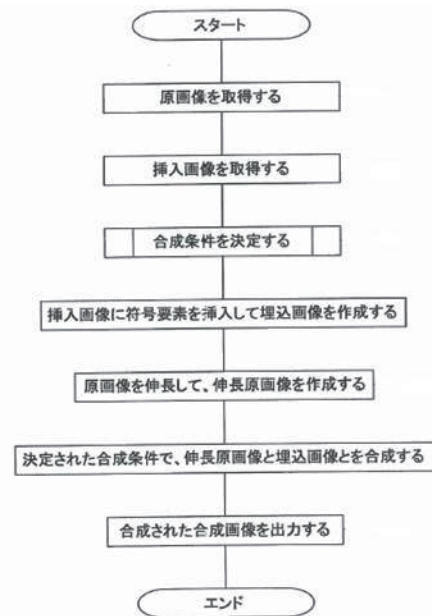 スタート
原画像を取得する
挿入画像を取得する
合成条件を決定する
挿入画像に符号要素を挿入して埋込画像を作成する
原画像を伸長して、伸長原画像を作成する
決定された合成条件で、伸長原画像と埋込画像とを合成する
合成された合成画像を出力する
エンド